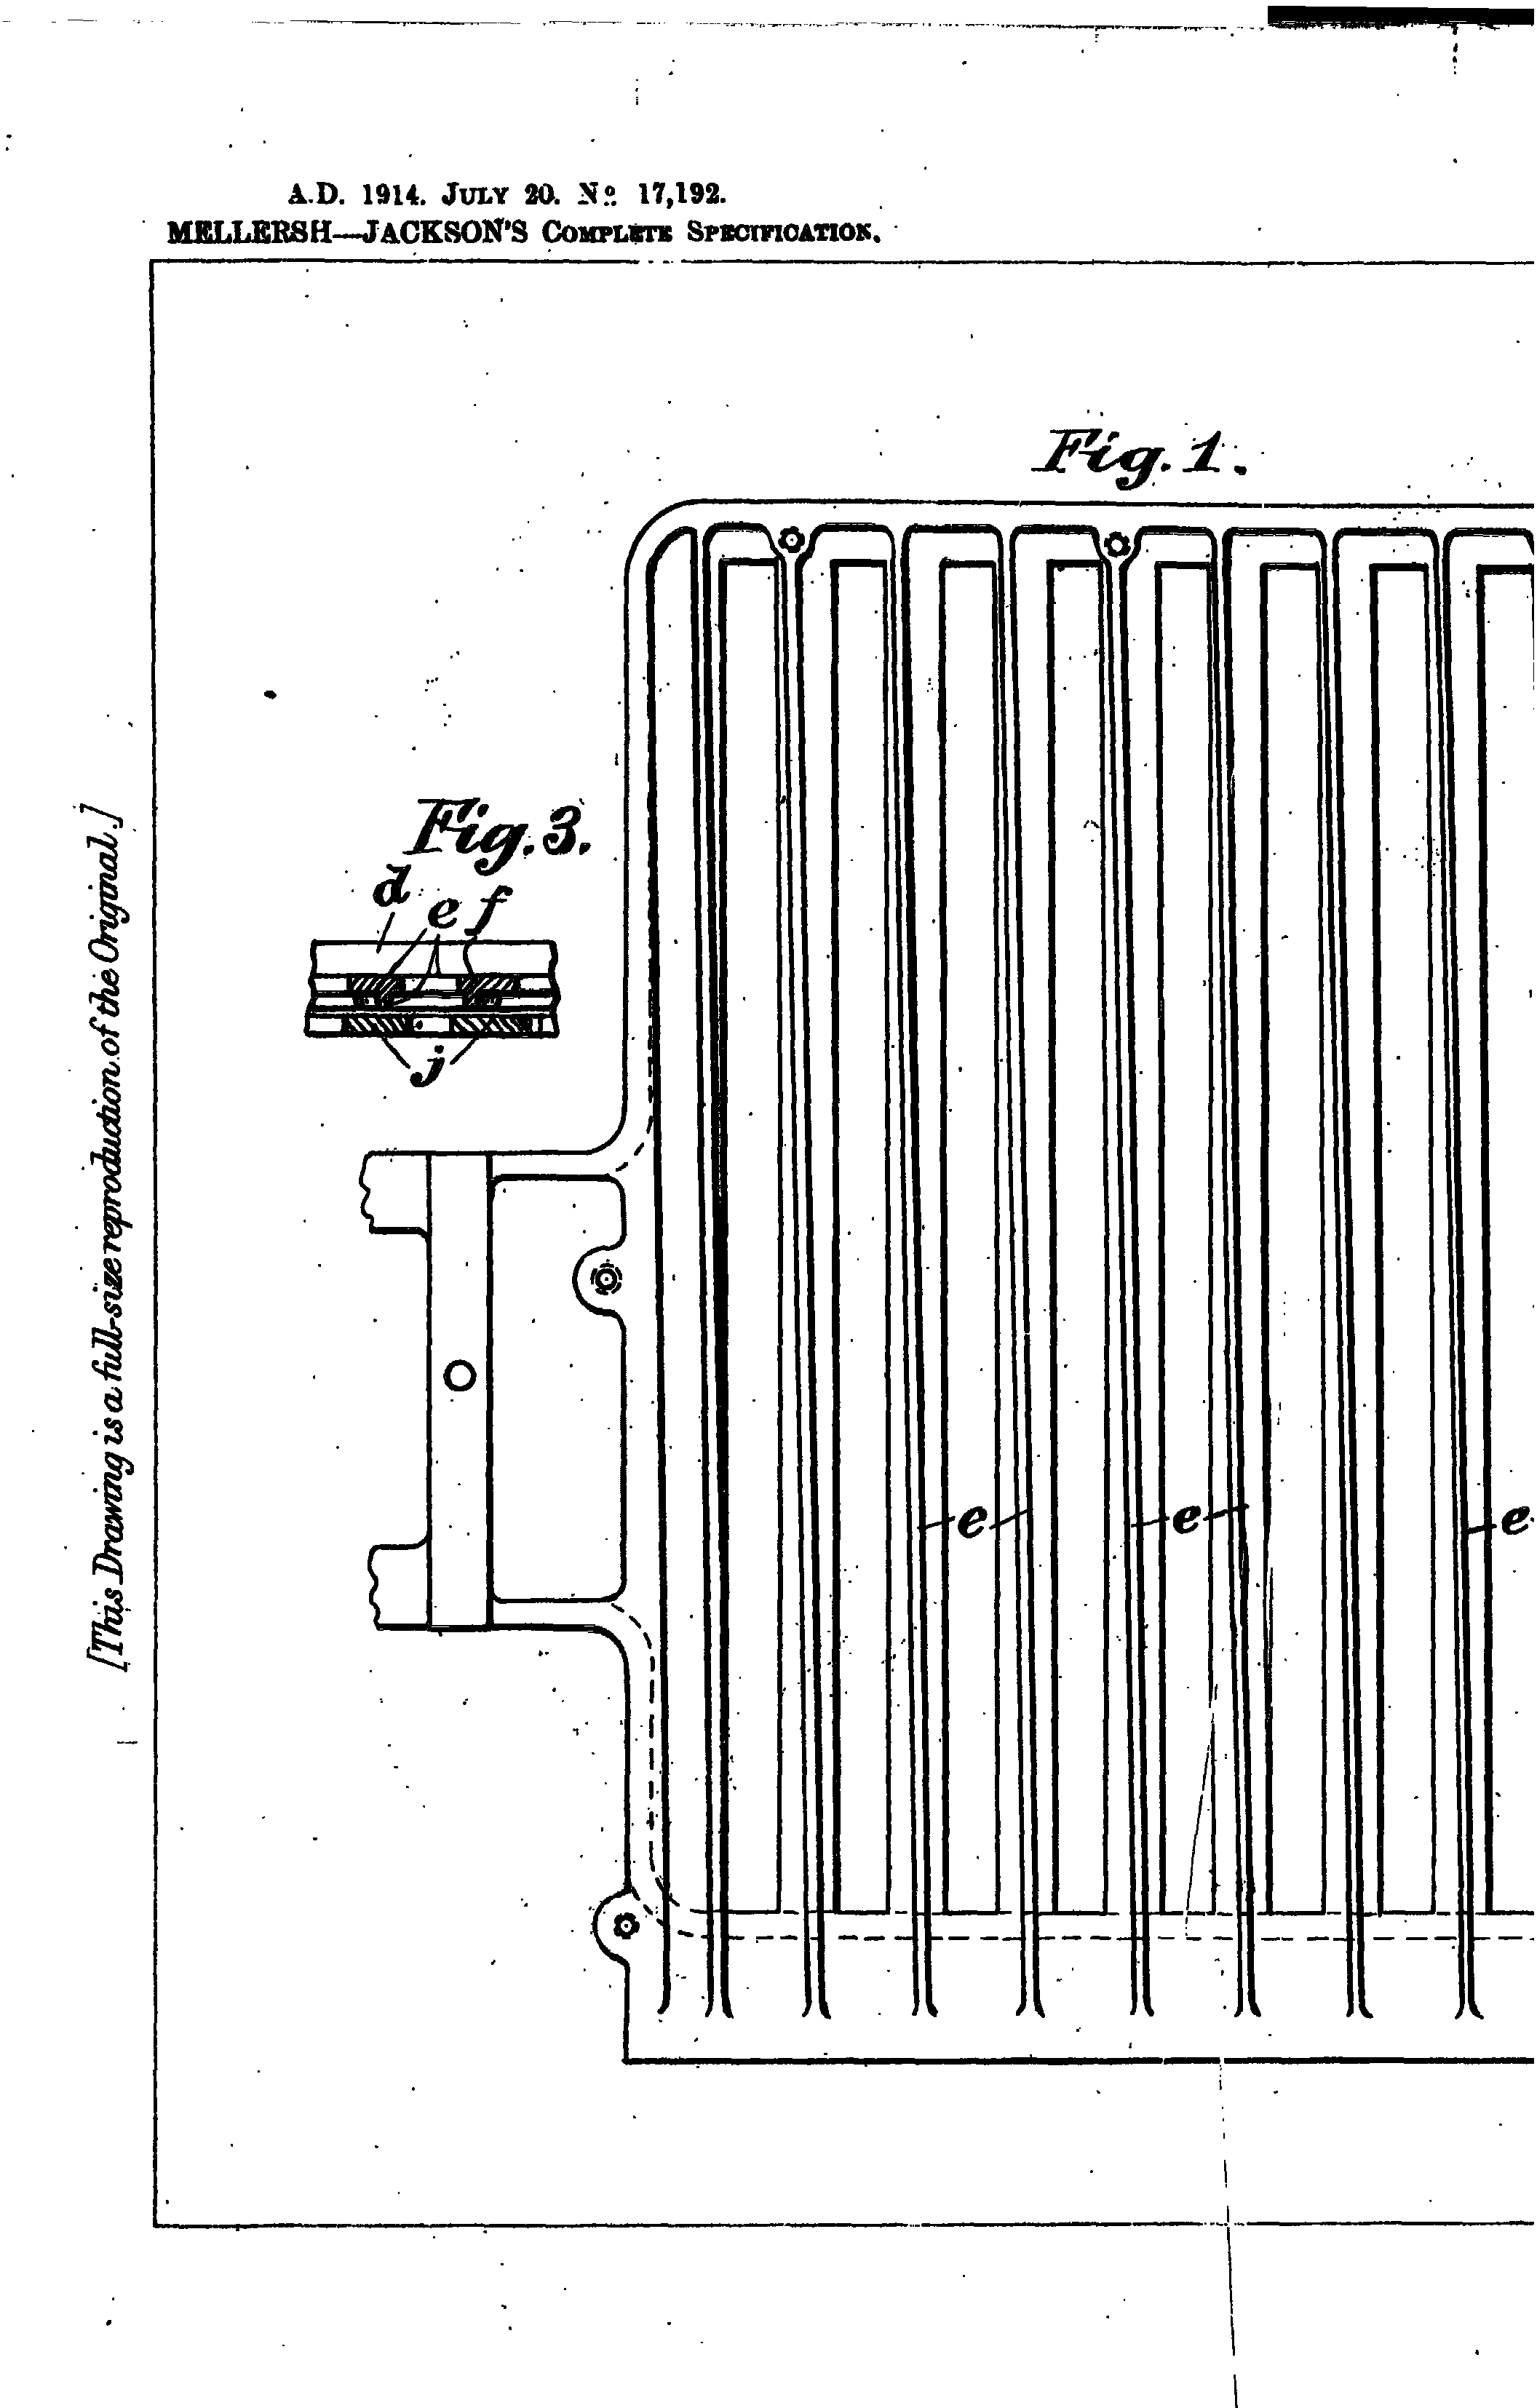 A.D. 1914. JULY 20. No. 17,192.
MELLERSH—JACKSON'S COMPLETE SPECIFICATION.
Fig. 1.
Fig. 3.
d
e f
j
e e e
[This Drawing is a full-size reproduction of the Original.]